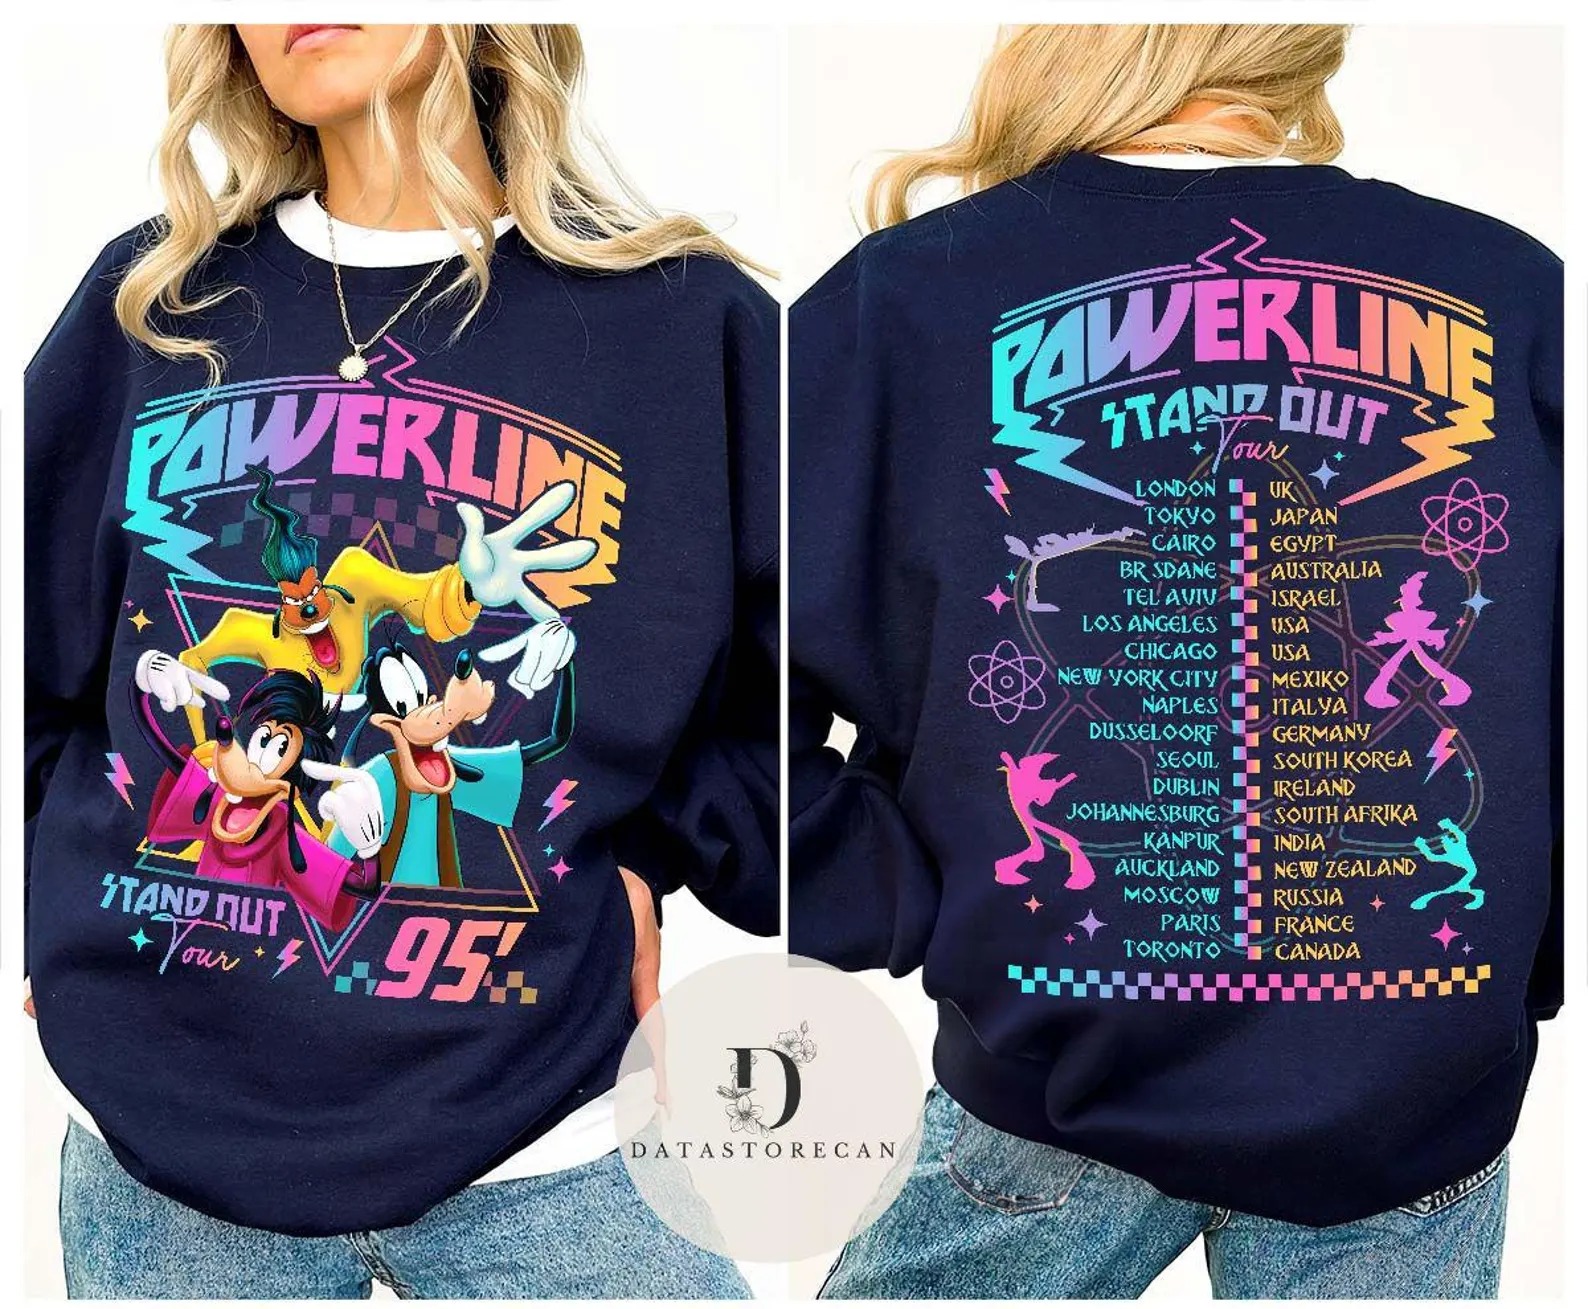 POWERLINE
STAND OUT
Tour
95'
POWERLINE
STAND OUT
Tour
LONDON UK
TOKYO JAPAN
CAIRO EGYPT
BR SDANE AUSTRALIA
TEL AVIV ISRAEL
LOS ANGELES USA
CHICAGO USA
NEW YORK CITY MEXIKO
NAPLES ITALYA
DUSSELOORF GERMANY
SEOUL SOUTH KOREA
DUBLIN IRELAND
JOHANNESBURG SOUTH AFRIKA
KANPUR INDIA
AUCKLAND NEW ZEALAND
MOSCOW RUSSIA
PARIS FRANCE
TORONTO CANADA
D
DATASTORECAN